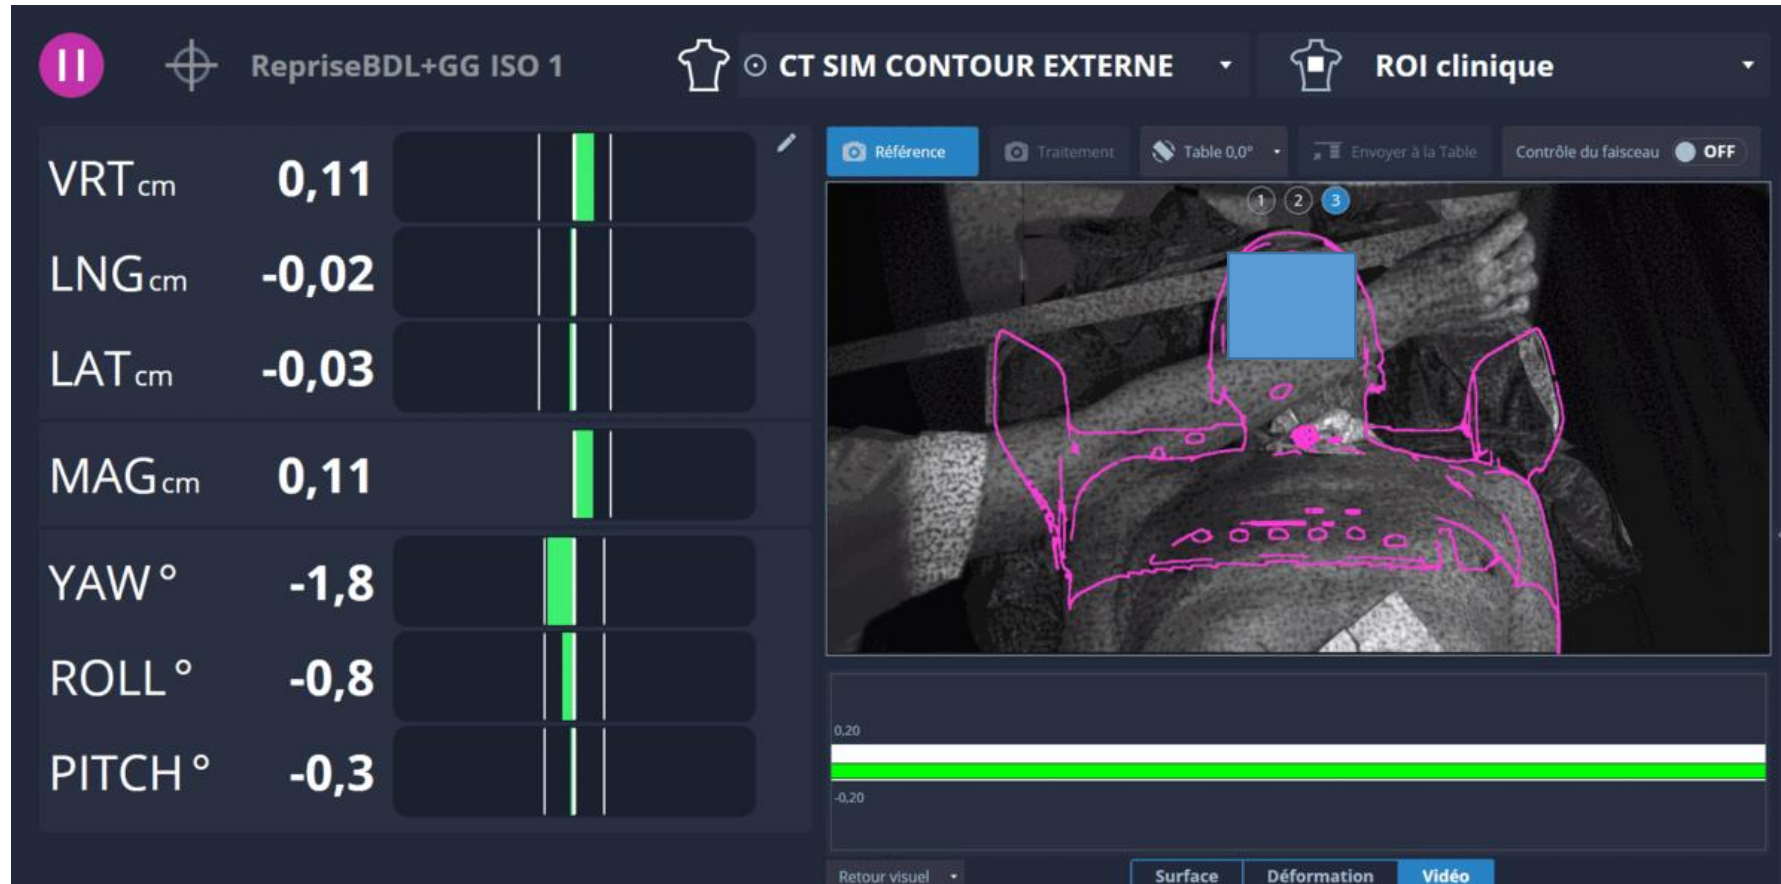 RepriseBDL+GG ISO 1
CT SIM CONTOUR EXTERNE
ROI clinique
VRT cm 0,11
LNG cm -0,02
LAT cm -0,03
MAG cm 0,11
YAW° -1,8
ROLL° -0,8
PITCH° -0,3
Référence
Traitement
Table 0,0°
Envoyer à la Table
Contrôle du faisceau
OFF
1 2 3
0,20
-0,20
Retour visuel
Surface
Déformation
Vidéo